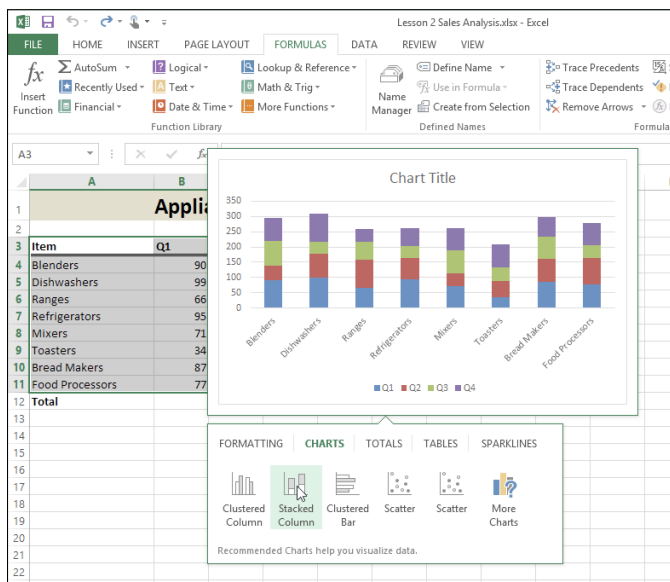 Lesson 2 Sales Analysis.xlsx - Excel
FILE HOME INSERT PAGE LAYOUT FORMULAS DATA REVIEW VIEW
fx Insert Function
AutoSum
Recently Used
Financial
Logical
Text
Date & Time
Lookup & Reference
Math & Trig
More Functions
Function Library
Name Manager
Define Name
Use in Formula
Create from Selection
Defined Names
Trace Precedents
Trace Dependents
Remove Arrows
Formula
A3
A B
1 Appli
2
3 Item Q1
4 Blenders 90
5 Dishwashers 99
6 Ranges 66
7 Refrigerators 95
8 Mixers 71
9 Toasters 34
10 Bread Makers 87
11 Food Processors 77
12 Total
13
14
15
16
17
18
19
20
21
22
Chart Title
350
300
250
200
150
100
50
0
Blenders Dishwashers Ranges Refrigerators Mixers Toasters Bread Makers Food Processors
Q1 Q2 Q3 Q4
FORMATTING CHARTS TOTALS TABLES SPARKLINES
Clustered Column
Stacked Column
Clustered Bar
Scatter
Scatter
More Charts
Recommended Charts help you visualize data.